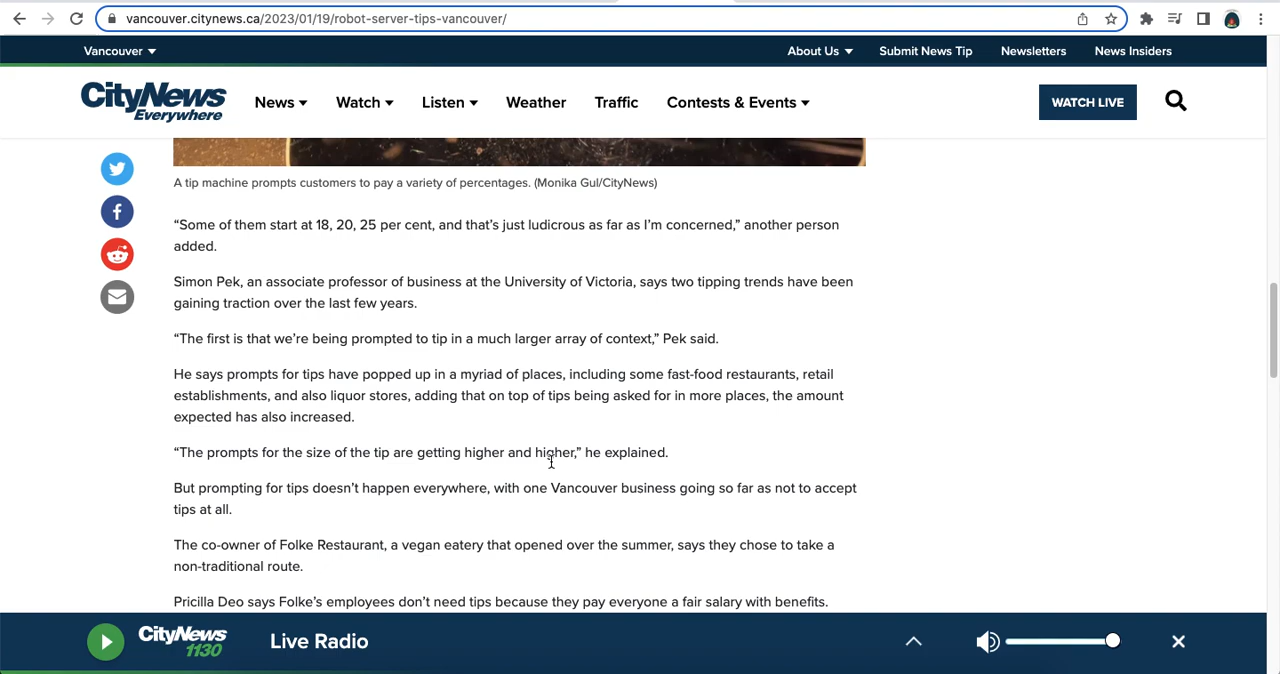 vancouver.citynews.ca/2023/01/19/robot-server-tips-vancouver/
Vancouver About Us Submit News Tip Newsletters News Insiders
CityNews Everywhere News Watch Listen Weather Traffic Contests & Events WATCH LIVE
A tip machine prompts customers to pay a variety of percentages. (Monika Gul/CityNews)
“Some of them start at 18, 20, 25 per cent, and that’s just ludicrous as far as I’m concerned,” another person
added.
Simon Pek, an associate professor of business at the University of Victoria, says two tipping trends have been
gaining traction over the last few years.
“The first is that we’re being prompted to tip in a much larger array of context,” Pek said.
He says prompts for tips have popped up in a myriad of places, including some fast-food restaurants, retail
establishments, and also liquor stores, adding that on top of tips being asked for in more places, the amount
expected has also increased.
“The prompts for the size of the tip are getting higher and higher,” he explained.
But prompting for tips doesn’t happen everywhere, with one Vancouver business going so far as not to accept
tips at all.
The co-owner of Folke Restaurant, a vegan eatery that opened over the summer, says they chose to take a
non-traditional route.
Pricilla Deo says Folke’s employees don’t need tips because they pay everyone a fair salary with benefits.
CityNews 1130 Live Radio